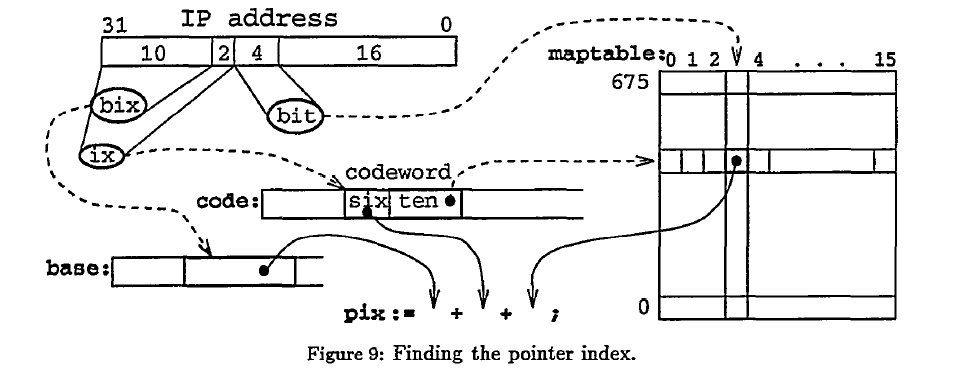 31 IP address 0
10 2 4 16
maptable: 0 1 2 4 . . . 15
675
bix
bit
ix
codeword
code: six ten
base:
0
pix:= + + ;
Figure 9: Finding the pointer index.